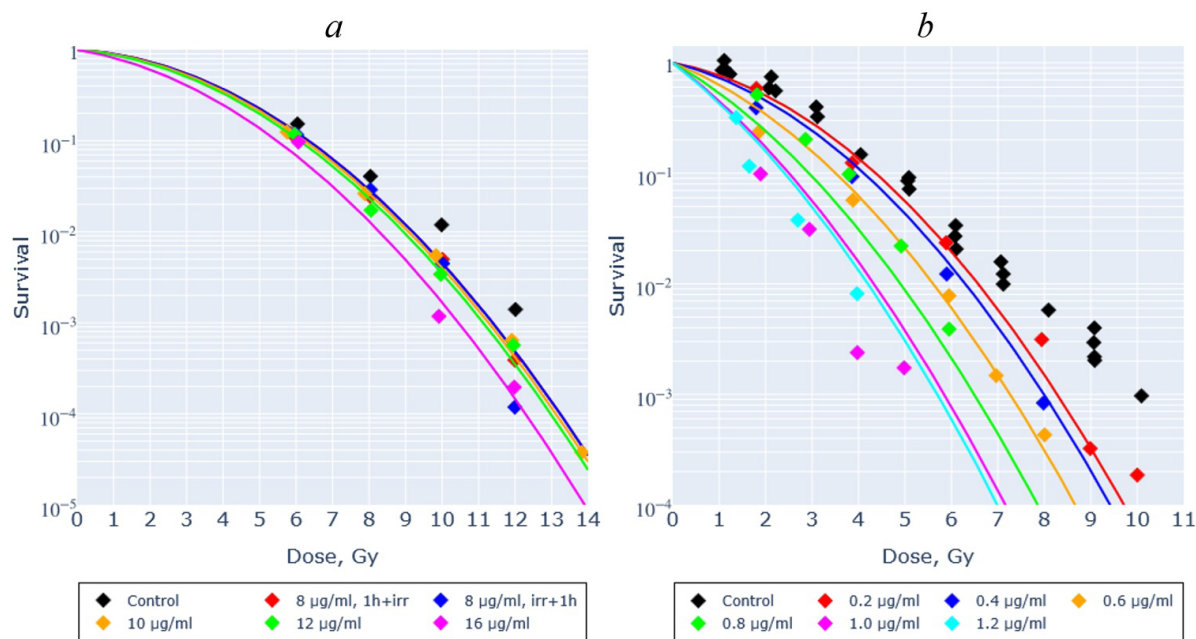 a
b
1
10⁻¹
10⁻²
10⁻³
10⁻⁴
10⁻⁵
Survival
0 1 2 3 4 5 6 7 8 9 10 11 12 13 14
Dose, Gy
Control
8 µg/ml, 1h+irr
8 µg/ml, irr+1h
10 µg/ml
12 µg/ml
16 µg/ml
1
10⁻¹
10⁻²
10⁻³
10⁻⁴
Survival
0 1 2 3 4 5 6 7 8 9 10 11
Dose, Gy
Control
0.2 µg/ml
0.4 µg/ml
0.6 µg/ml
0.8 µg/ml
1.0 µg/ml
1.2 µg/ml